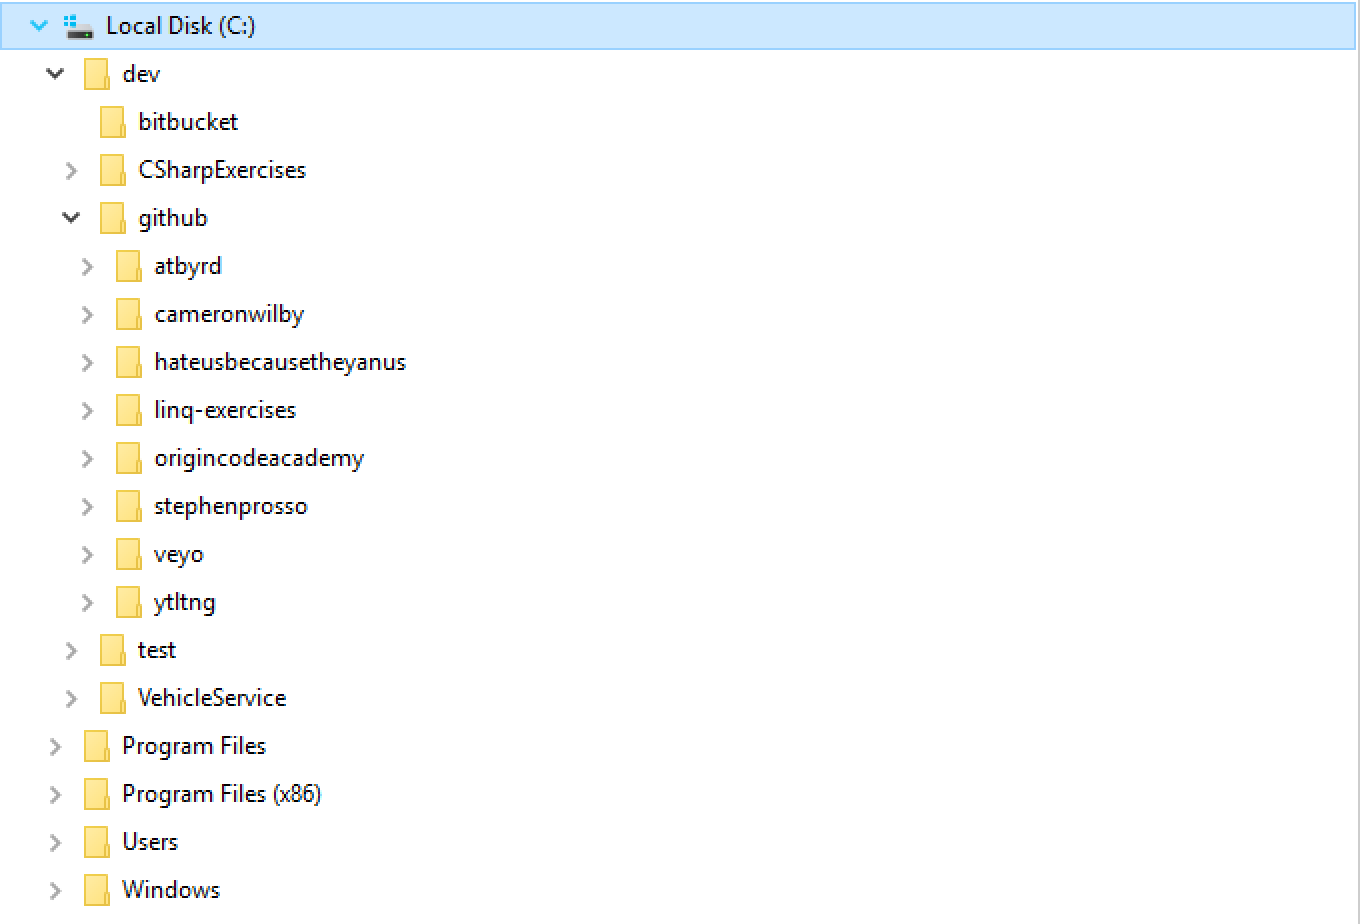 Local Disk (C:)
dev
bitbucket
CSharpExercises
github
atbyrd
cameronwilby
hateusbecausetheyanus
linq-exercises
origincodeacademy
stephenprosso
veyo
ytltng
test
VehicleService
Program Files
Program Files (x86)
Users
Windows